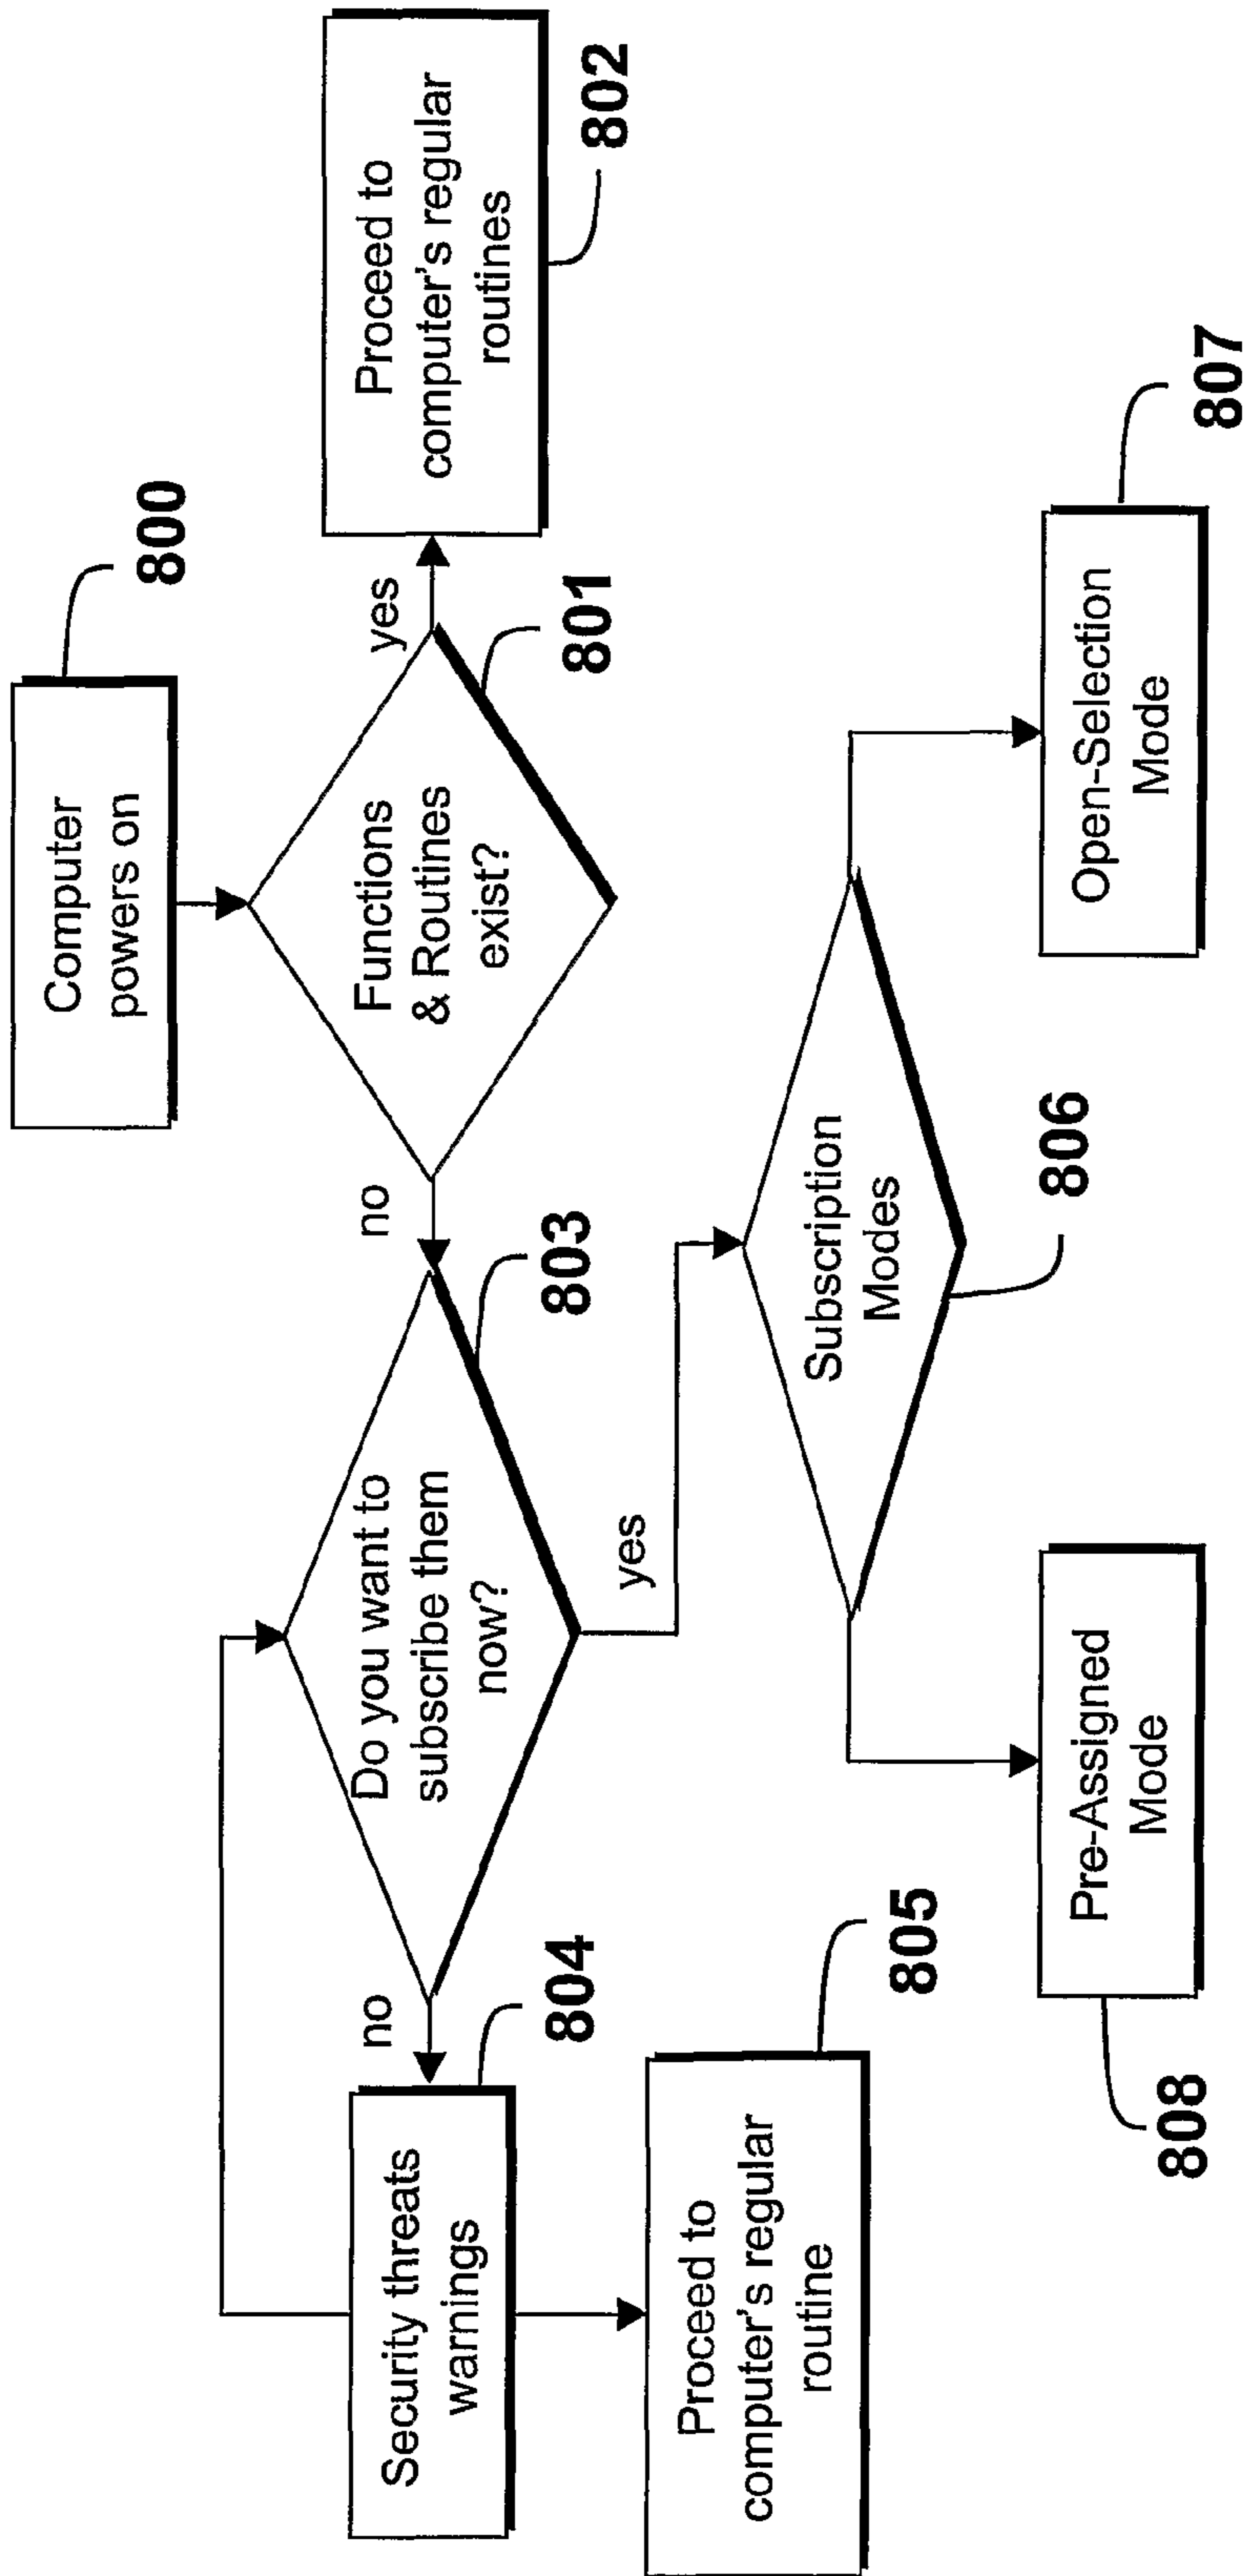 Computer
powers on
800
Functions
& Routines
exist?
801
yes
Proceed to
computer's regular
routines
802
no
Do you want to
subscribe them
now?
803
no
Security threats
warnings
804
Proceed to
computer's regular
routine
805
yes
Subscription
Modes
806
Open-Selection
Mode
807
Pre-Assigned
Mode
808